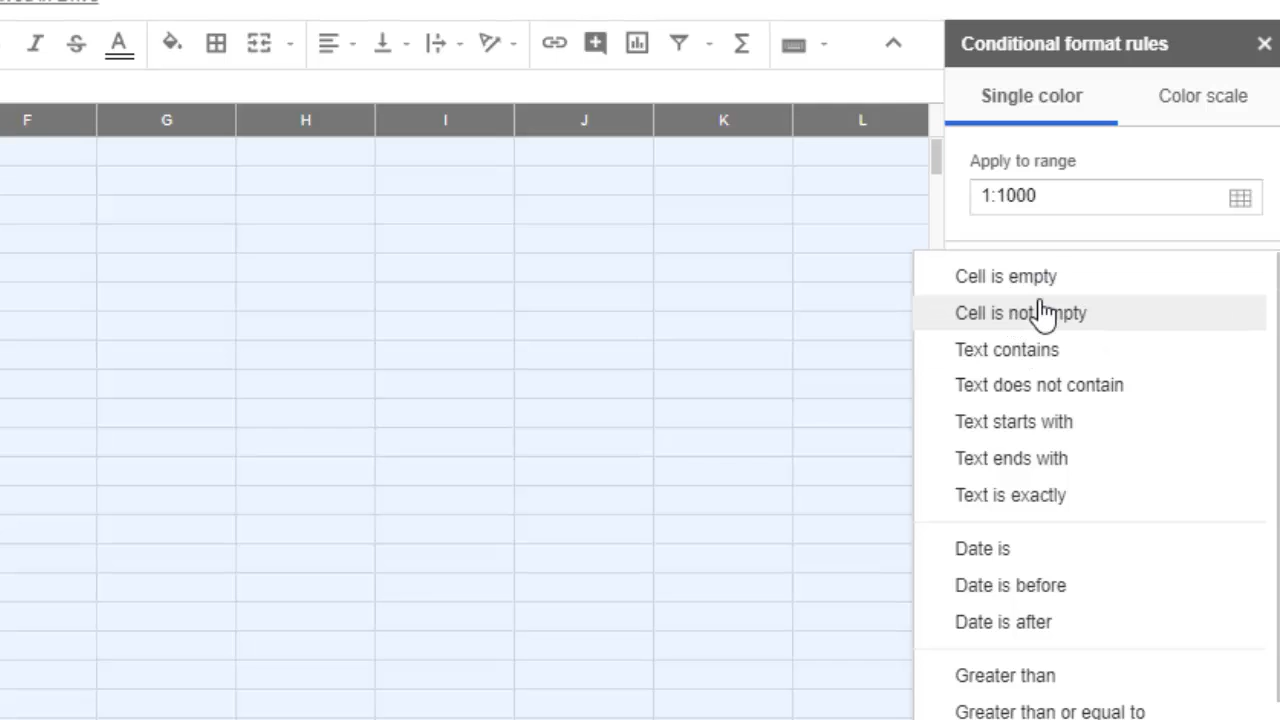 A
Conditional format rules
Single color
Color scale
F
G
H
I
J
K
L
Apply to range
1:1000
Cell is empty
Cell is not empty
Text contains
Text does not contain
Text starts with
Text ends with
Text is exactly
Date is
Date is before
Date is after
Greater than
Greater than or equal to